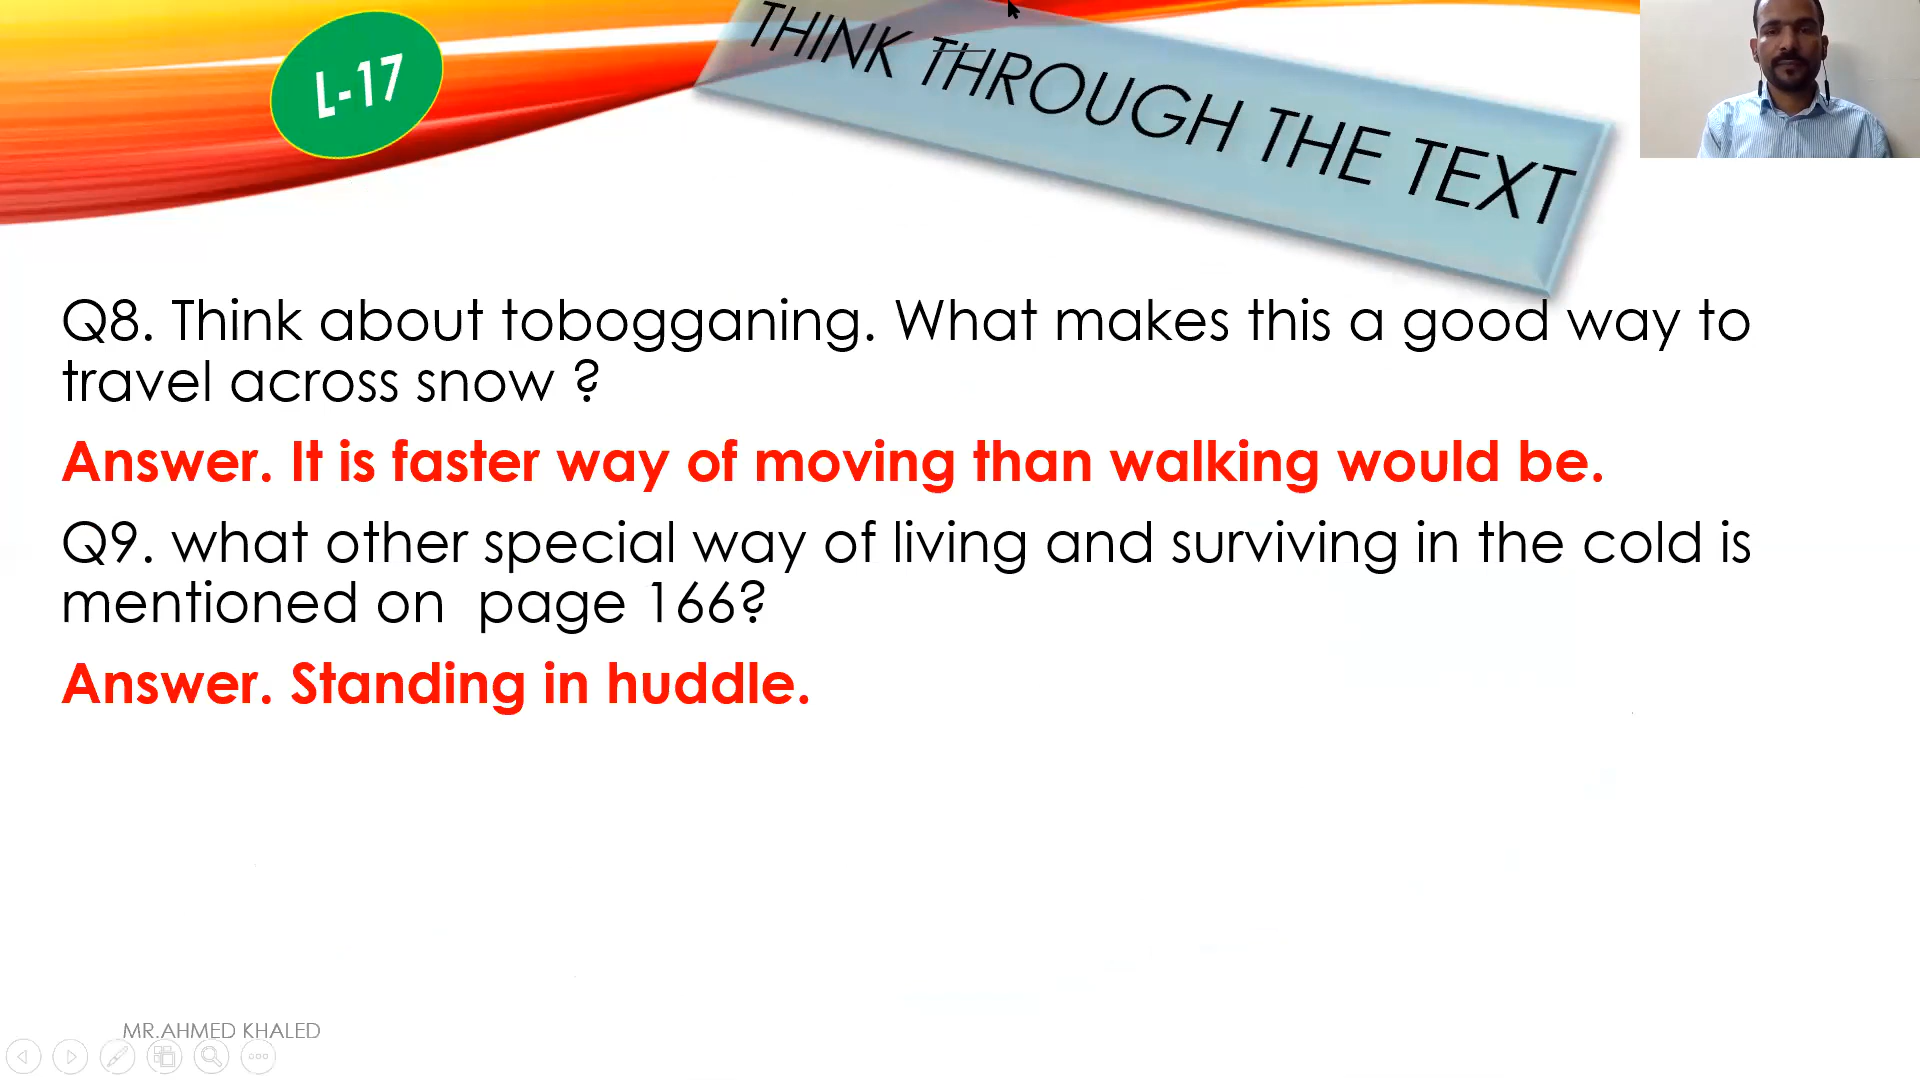 L-17
THINK THROUGH THE TEXT
Q8. Think about tobogganing. What makes this a good way to
travel across snow ?
Answer. It is faster way of moving than walking would be.
Q9. what other special way of living and surviving in the cold is
mentioned on  page 166?
Answer. Standing in huddle.
MR.AHMED KHALED